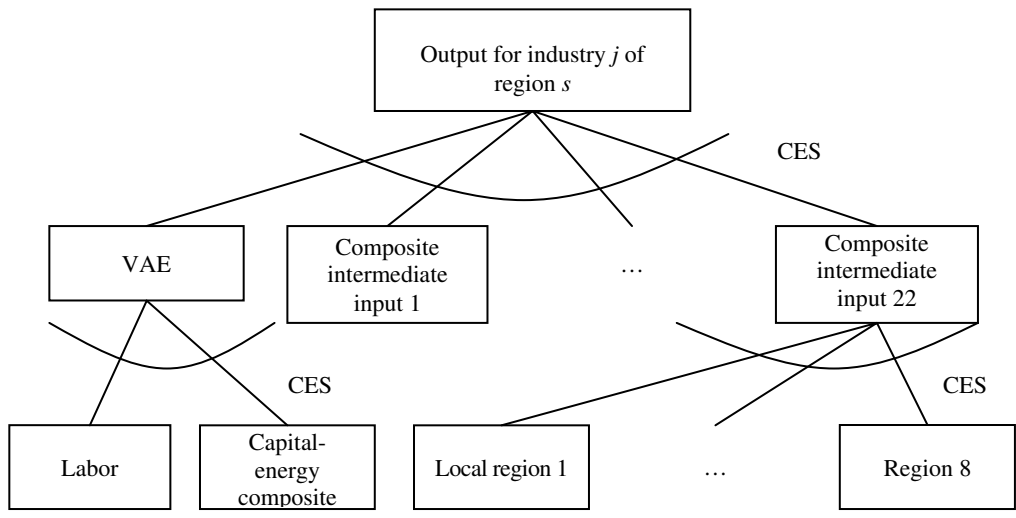 Output for industry j of
region s
CES
VAE
Composite
intermediate
input 1
…
Composite
intermediate
input 22
CES
CES
Labor
Capital-
energy
composite
Local region 1
…
Region 8